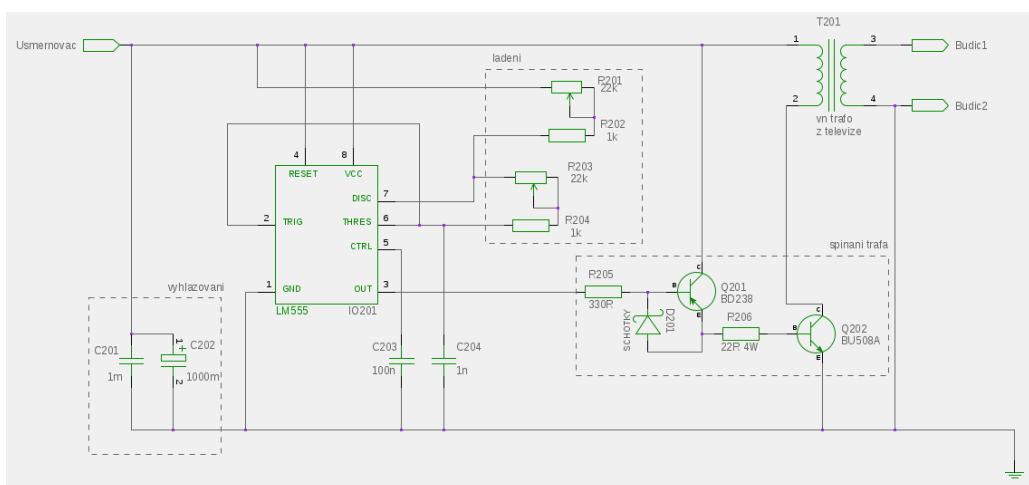 T201
Usmernovac
1
3
Budic1
2
4
Budic2
vn trafo
z televize
ladeni
R201
22k
R202
1k
R203
22k
R204
1k
4
8
RESET
VCC
DISC
7
2
TRIG
THRES
6
CTRL
5
1
GND
OUT
3
LM555
IO201
spinani trafa
R205
330R
SCHOTKY
D201
B
C
E
Q201
BD238
R206
22R 4W
B
C
E
Q202
BU508A
vyhlazovani
C201
1m
1
+
C202
2
1000m
C203
100n
C204
1n